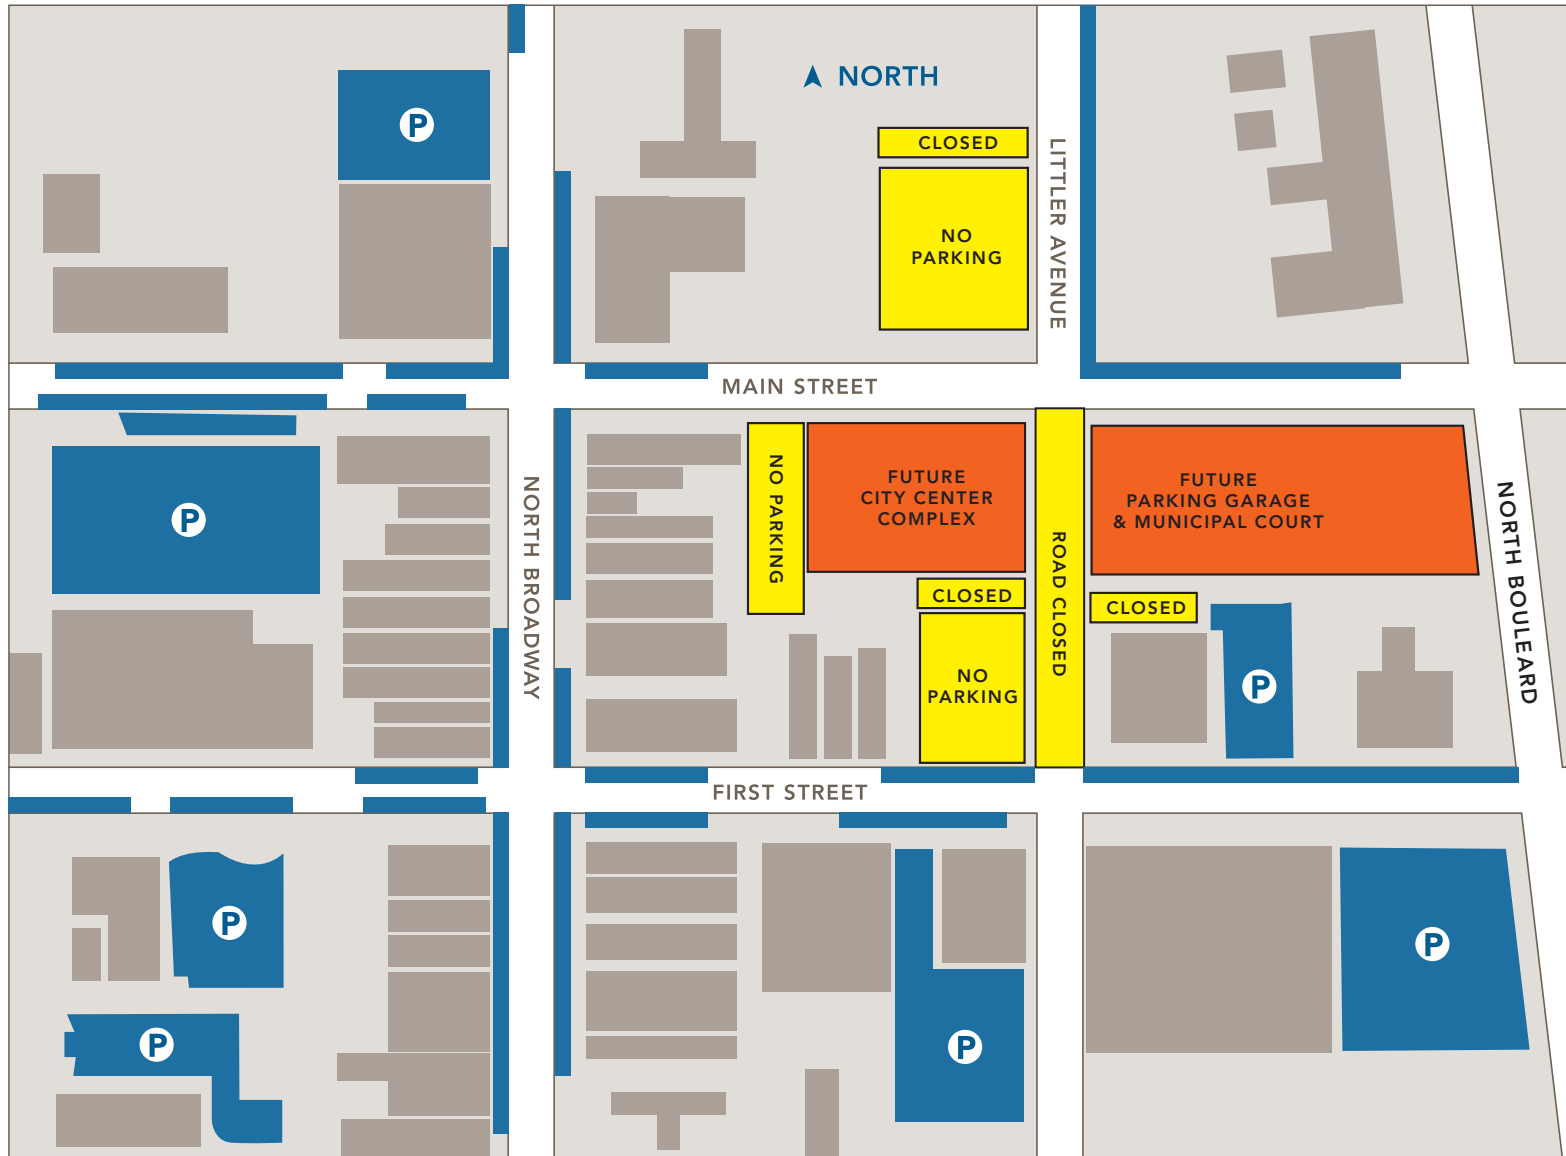 P
NORTH
CLOSED
NO
PARKING
LITTLER AVENUE
MAIN STREET
P
NORTH BROADWAY
NO PARKING
FUTURE
CITY CENTER
COMPLEX
CLOSED
NO
PARKING
ROAD CLOSED
FUTURE
PARKING GARAGE
& MUNICIPAL COURT
CLOSED
P
NORTH BOULEARD
FIRST STREET
P
P
P
P